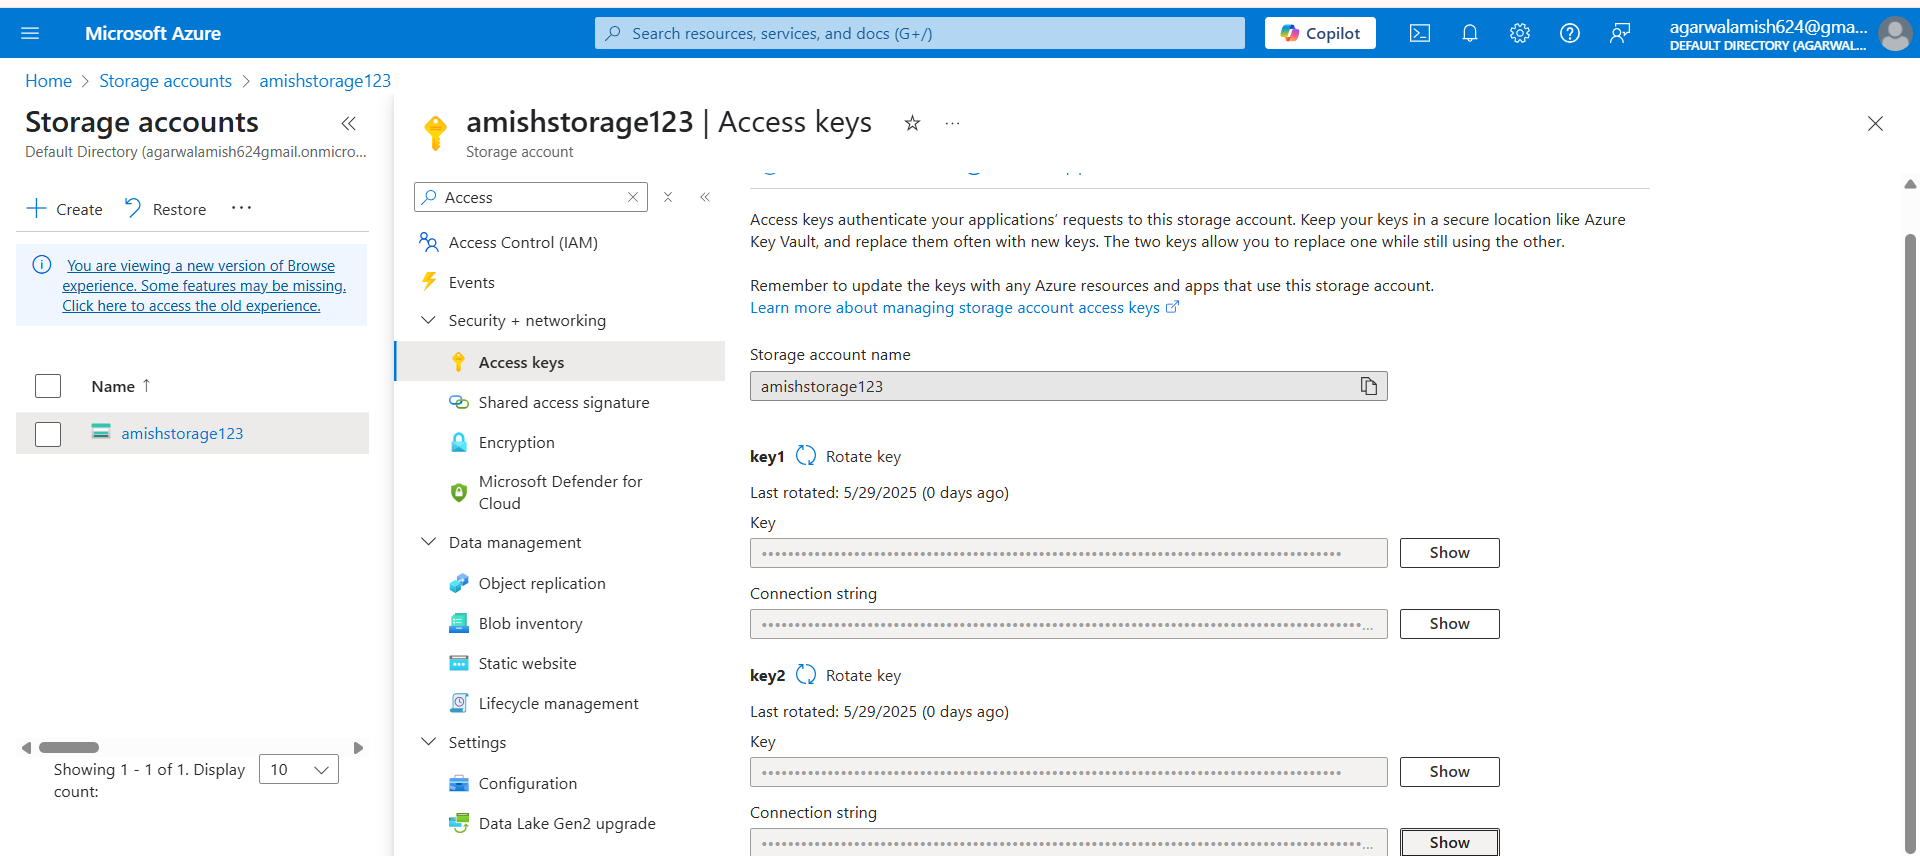 Microsoft Azure
Search resources, services, and docs (G+/)
Copilot
agarwalamish624@gma...
DEFAULT DIRECTORY (AGARWAL...
Home > Storage accounts > amishstorage123
Storage accounts
Default Directory (agarwalamish624gmail.onmicro...
Create
Restore
...
You are viewing a new version of Browse
experience. Some features may be missing.
Click here to access the old experience.
Name ↑
amishstorage123
Showing 1 - 1 of 1. Display
count:
10
amishstorage123 | Access keys
...
Storage account
Access
Access Control (IAM)
Events
Security + networking
Access keys
Shared access signature
Encryption
Microsoft Defender for
Cloud
Data management
Object replication
Blob inventory
Static website
Lifecycle management
Settings
Configuration
Data Lake Gen2 upgrade
Access keys authenticate your applications’ requests to this storage account. Keep your keys in a secure location like Azure
Key Vault, and replace them often with new keys. The two keys allow you to replace one while still using the other.
Remember to update the keys with any Azure resources and apps that use this storage account.
Learn more about managing storage account access keys
Storage account name
amishstorage123
key1 Rotate key
Last rotated: 5/29/2025 (0 days ago)
Key
Show
Connection string
Show
key2 Rotate key
Last rotated: 5/29/2025 (0 days ago)
Key
Show
Connection string
Show